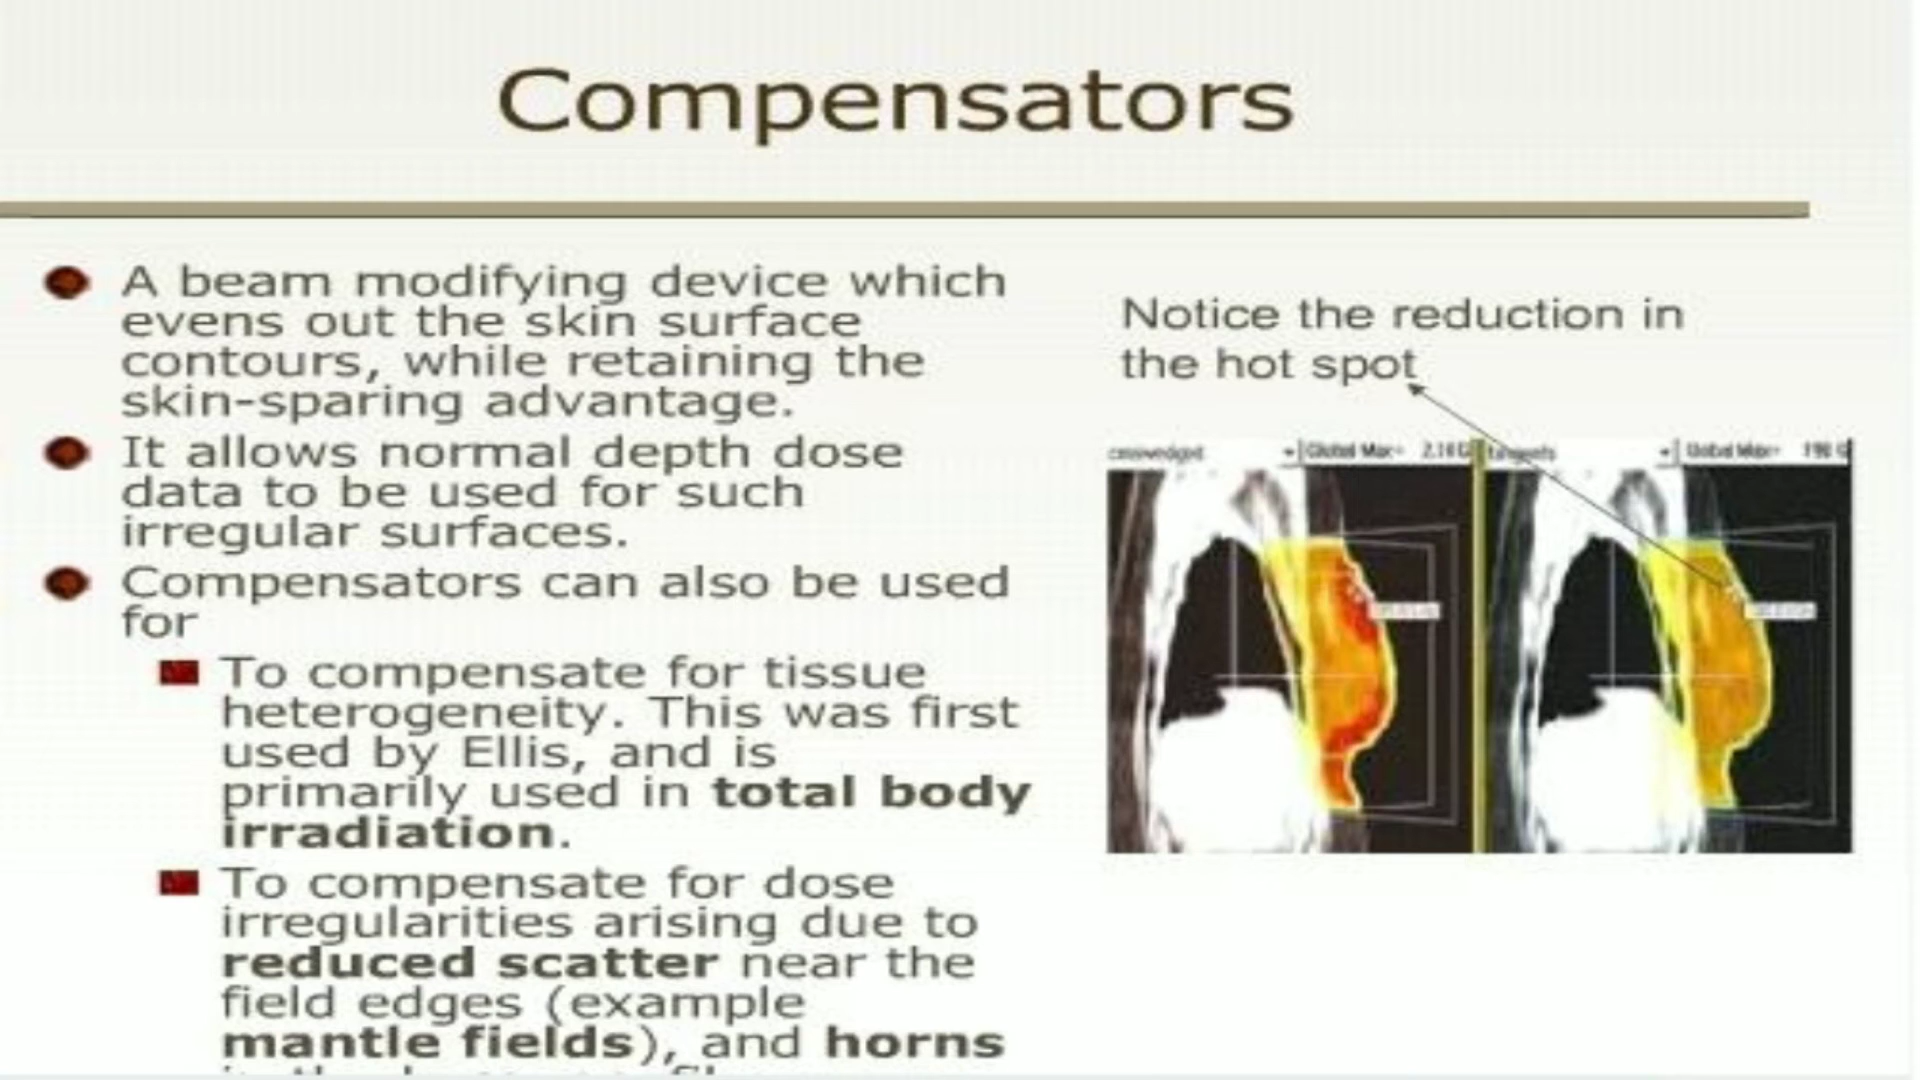 Compensators
A beam modifying device which
evens out the skin surface
contours, while retaining the
skin-sparing advantage.
It allows normal depth dose
data to be used for such
irregular surfaces.
Compensators can also be used
for
To compensate for tissue
heterogeneity. This was first
used by Ellis, and is
primarily used in total body
irradiation.
To compensate for dose
irregularities arising due to
reduced scatter near the
field edges (example
mantle fields), and horns
Notice the reduction in
the hot spot
Global Max
Global Max